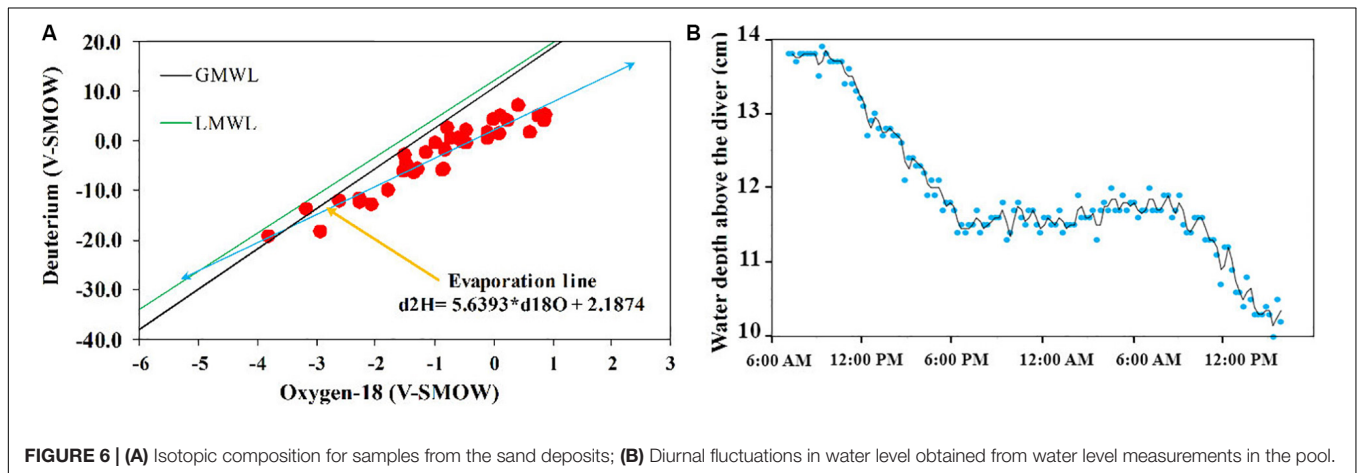 A
Deuterium (V-SMOW)
20.0
10.0
0.0
-10.0
-20.0
-30.0
-40.0
GMWL
LMWL
Evaporation line
d2H= 5.6393*d18O + 2.1874
-6 -5 -4 -3 -2 -1 0 1 2 3
Oxygen-18 (V-SMOW)
B
Water depth above the diver (cm)
14
13
12
11
10
6:00 AM 12:00 PM 6:00 PM 12:00 AM 6:00 AM 12:00 PM
FIGURE 6 | (A) Isotopic composition for samples from the sand deposits; (B) Diurnal fluctuations in water level obtained from water level measurements in the pool.